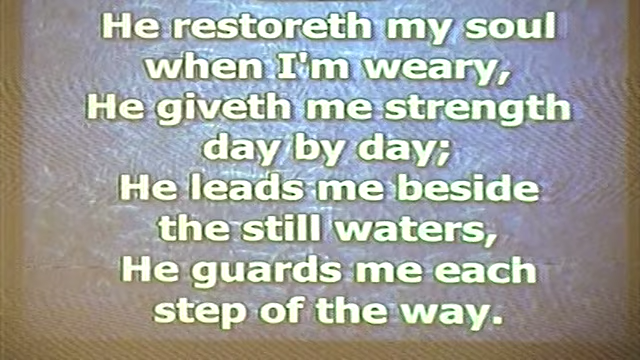 He restoreth my soul
when I'm weary,
He giveth me strength
day by day;
He leads me beside
the still waters,
He guards me each
step of the way.